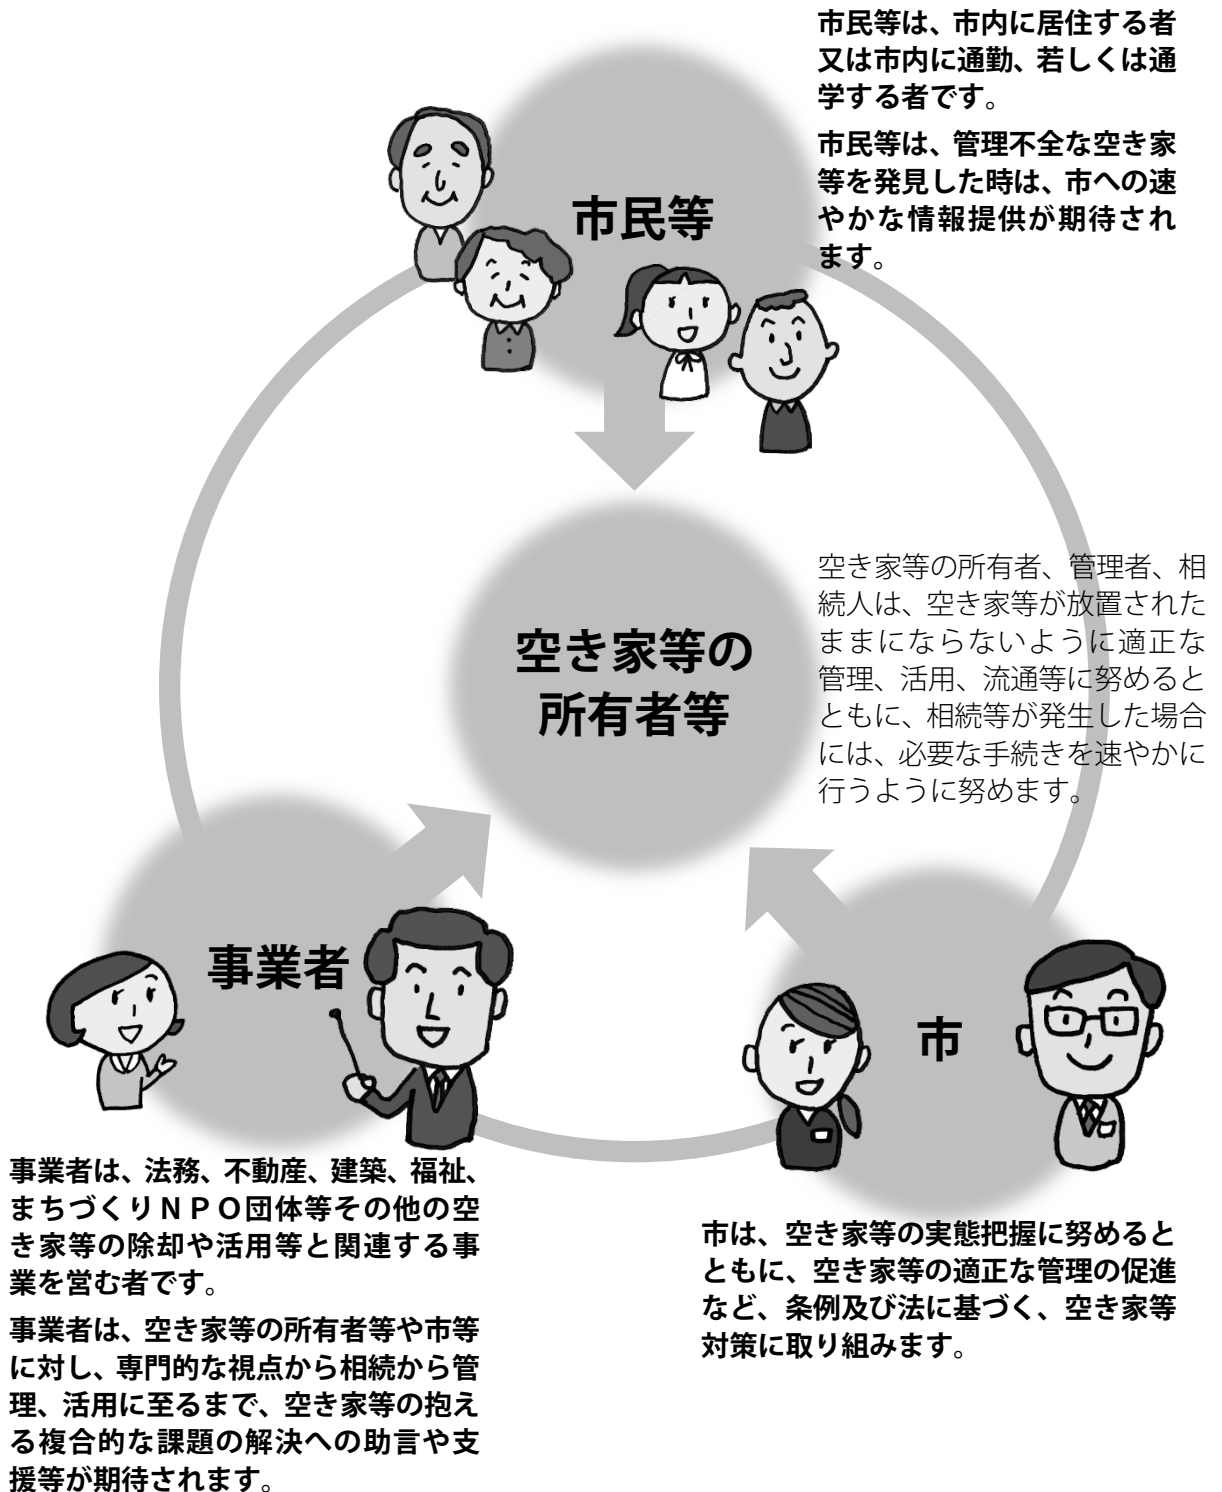 市民等は、市内に居住する者
又は市内に通勤、若しくは通
学する者です。
市民等は、管理不全な空き家
等を発見した時は、市への速
やかな情報提供が期待され
ます。
市民等
空き家等の
所有者等
空き家等の所有者、管理者、相
続人は、空き家等が放置された
ままにならないように適正な
管理、活用、流通等に努めると
ともに、相続等が発生した場合
には、必要な手続きを速やかに
行うように努めます。
事業者
事業者は、法務、不動産、建築、福祉、
まちづくりNPO団体等その他の空
き家等の除却や活用等と関連する事
業を営む者です。
事業者は、空き家等の所有者等や市等
に対し、専門的な視点から相続から管
理、活用に至るまで、空き家等の抱え
る複合的な課題の解決への助言や支
援等が期待されます。
市
市は、空き家等の実態把握に努めると
ともに、空き家等の適正な管理の促進
など、条例及び法に基づく、空き家等
対策に取り組みます。